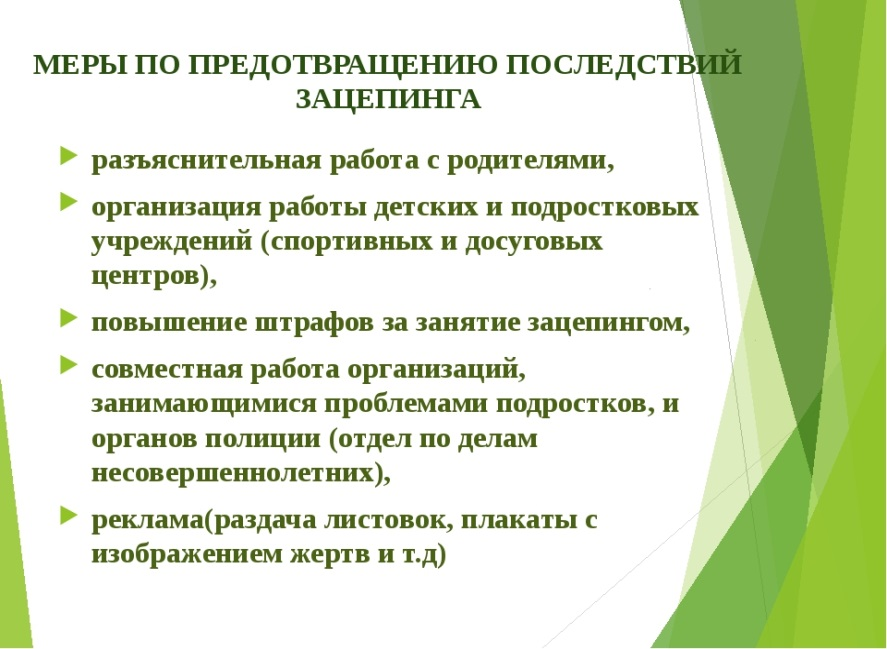 МЕРЫ ПО ПРЕДОТВРАЩЕНИЮ ПОСЛЕДСТВИЙ
ЗАЦЕПИНГА
разъяснительная работа с родителями,
организация работы детских и подростковых
учреждений (спортивных и досуговых
центров),
повышение штрафов за занятие зацепингом,
совместная работа организаций,
занимающимися проблемами подростков, и
органов полиции (отдел по делам
несовершеннолетних),
реклама(раздача листовок, плакаты с
изображением жертв и т.д)